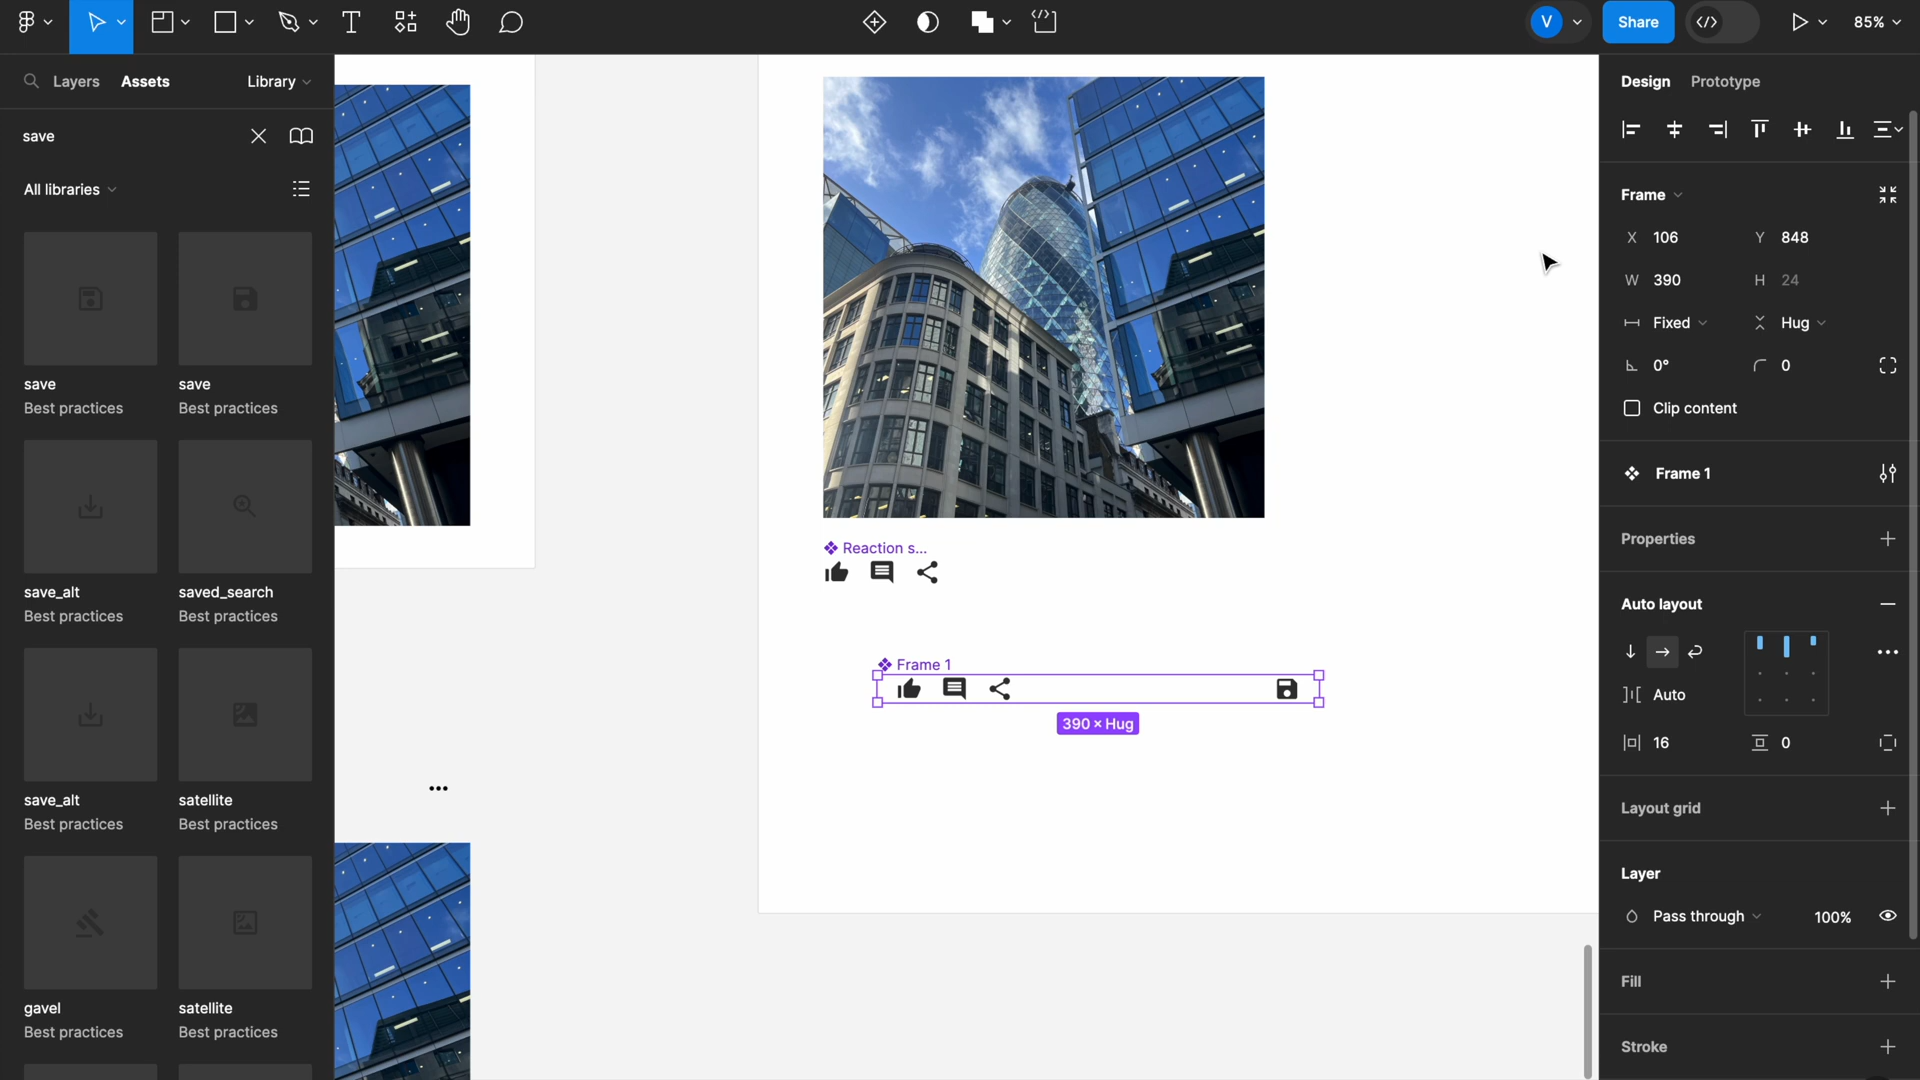 V
Share
85%
Layers
Assets
Library
save
All libraries
save
Best practices
save
Best practices
save_alt
Best practices
saved_search
Best practices
save_alt
Best practices
satellite
Best practices
gavel
Best practices
satellite
Best practices
Reaction s...
Frame 1
390 × Hug
Design
Prototype
Frame
X 106
Y 848
W 390
H 24
Fixed
Hug
0°
0
Clip content
Frame 1
Properties
Auto layout
Auto
16
0
Layout grid
Layer
Pass through
100%
Fill
Stroke